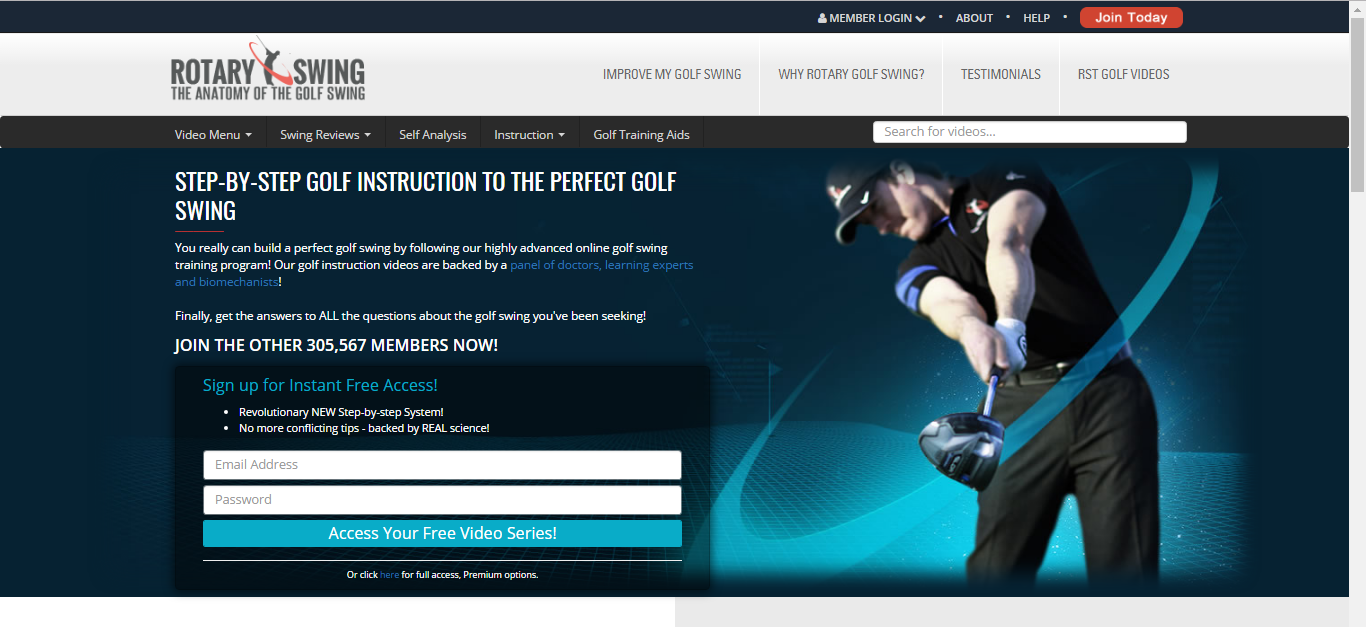 MEMBER LOGIN • ABOUT • HELP • Join Today
ROTARY SWING
THE ANATOMY OF THE GOLF SWING
IMPROVE MY GOLF SWING WHY ROTARY GOLF SWING? TESTIMONIALS RST GOLF VIDEOS
Video Menu Swing Reviews Self Analysis Instruction Golf Training Aids Search for videos...
STEP-BY-STEP GOLF INSTRUCTION TO THE PERFECT GOLF
SWING
You really can build a perfect golf swing by following our highly advanced online golf swing
training program! Our golf instruction videos are backed by a panel of doctors, learning experts
and biomechanists!
Finally, get the answers to ALL the questions about the golf swing you've been seeking!
JOIN THE OTHER 305,567 MEMBERS NOW!
Sign up for Instant Free Access!
• Revolutionary NEW Step-by-step System!
• No more conflicting tips - backed by REAL science!
Email Address
Password
Access Your Free Video Series!
Or click here for full access, Premium options.